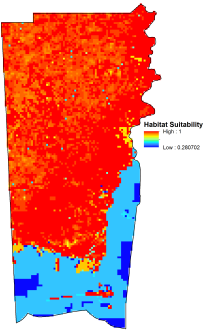 Habitat Suitability
High : 1
Low : 0.280702